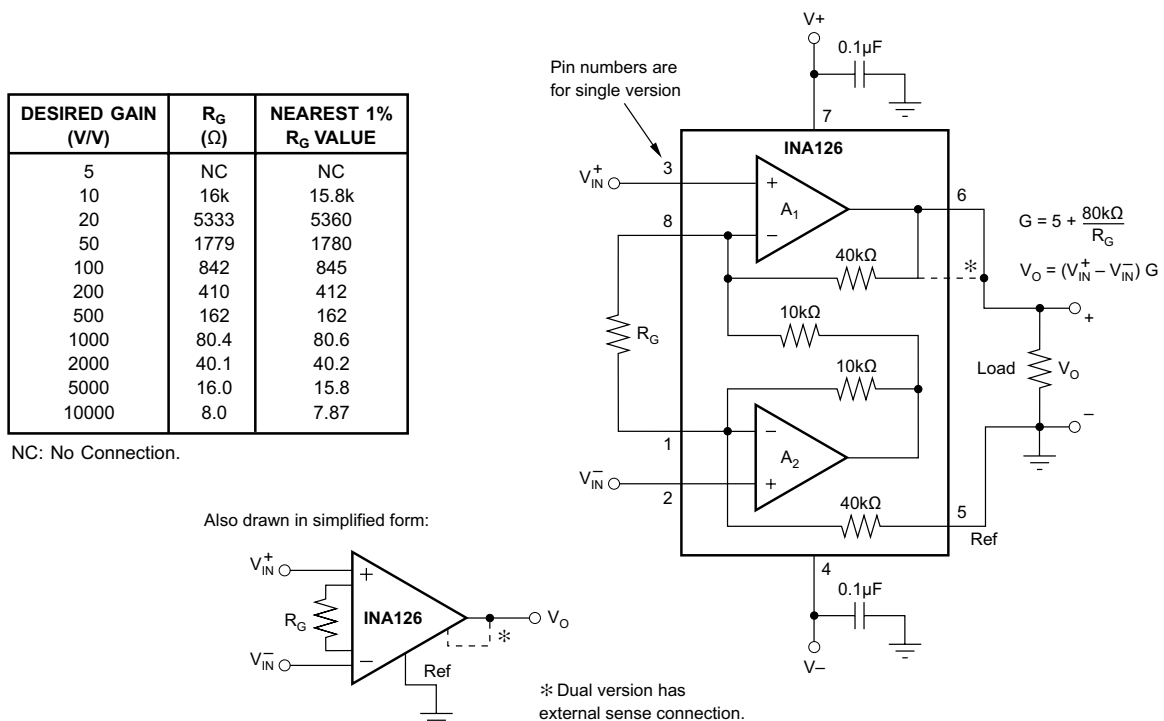 DESIRED GAIN (V/V) R_G (Ω) NEAREST 1% R_G VALUE
5 NC NC
10 16k 15.8k
20 5333 5360
50 1779 1780
100 842 845
200 410 412
500 162 162
1000 80.4 80.6
2000 40.1 40.2
5000 16.0 15.8
10000 8.0 7.87
NC: No Connection.
Also drawn in simplified form:
V_IN^+
R_G
INA126
V_IN^–
+
–
Ref
V_O
*
* Dual version has
external sense connection.
Pin numbers are
for single version
V+
0.1µF
7
INA126
3
V_IN^+
+
A_1
–
8
6
40kΩ
*
10kΩ
R_G
10kΩ
1
–
A_2
+
V_IN^–
2
40kΩ
5
Ref
4
0.1µF
V–
G = 5 + 80kΩ / R_G
V_O = (V_IN^+ – V_IN^–) G
+
Load
V_O
–